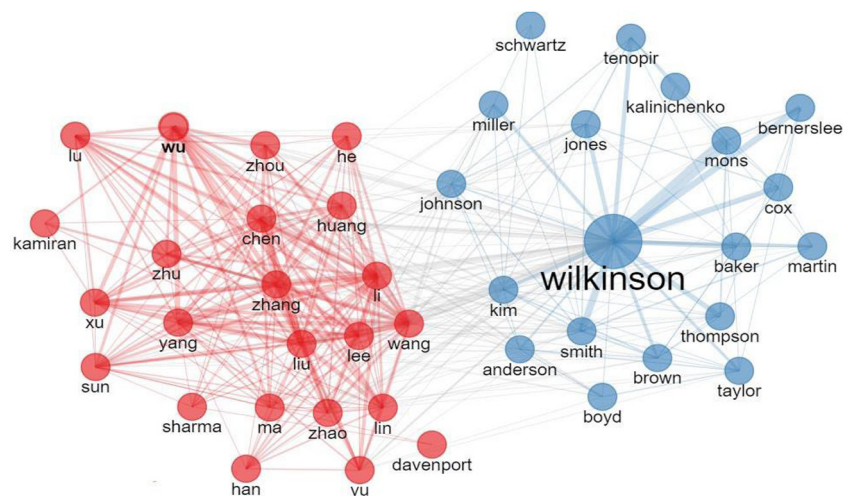 schwartz
tenopir
kalinichenko
miller
bernerslee
lu
wu
zhou
he
jones
mons
johnson
cox
kamiran
chen
huang
zhu
zhang
li
wilkinson
baker
martin
xu
yang
liu
lee
wang
kim
smith
thompson
sun
anderson
brown
taylor
sharma
ma
zhao
lin
boyd
davenport
han
yu